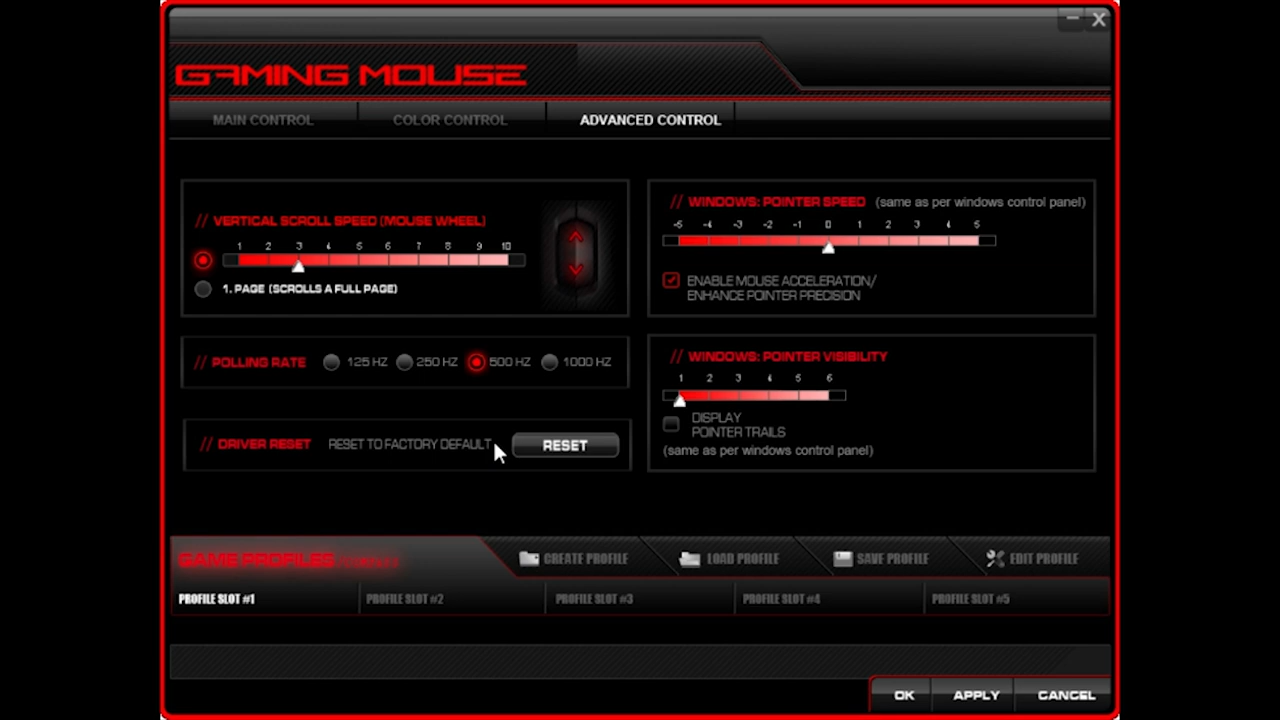 GAMING MOUSE
MAIN CONTROL
COLOR CONTROL
ADVANCED CONTROL
// VERTICAL SCROLL SPEED (MOUSE WHEEL)
1 2 3 4 5 6 7 8 9 10
1. PAGE (SCROLLS A FULL PAGE)
// POLLING RATE
125 HZ
250 HZ
500 HZ
1000 HZ
// DRIVER RESET
RESET TO FACTORY DEFAULT
RESET
// WINDOWS: POINTER SPEED (same as per windows control panel)
-5 -4 -3 -2 -1 0 1 2 3 4 5
ENABLE MOUSE ACCELERATION/
ENHANCE POINTER PRECISION
// WINDOWS: POINTER VISIBILITY
1 2 3 4 5 6
DISPLAY
POINTER TRAILS
(same as per windows control panel)
GAME PROFILES
CREATE PROFILE
LOAD PROFILE
SAVE PROFILE
EDIT PROFILE
PROFILE SLOT #1
PROFILE SLOT #2
PROFILE SLOT #3
PROFILE SLOT #4
PROFILE SLOT #5
OK
APPLY
CANCEL